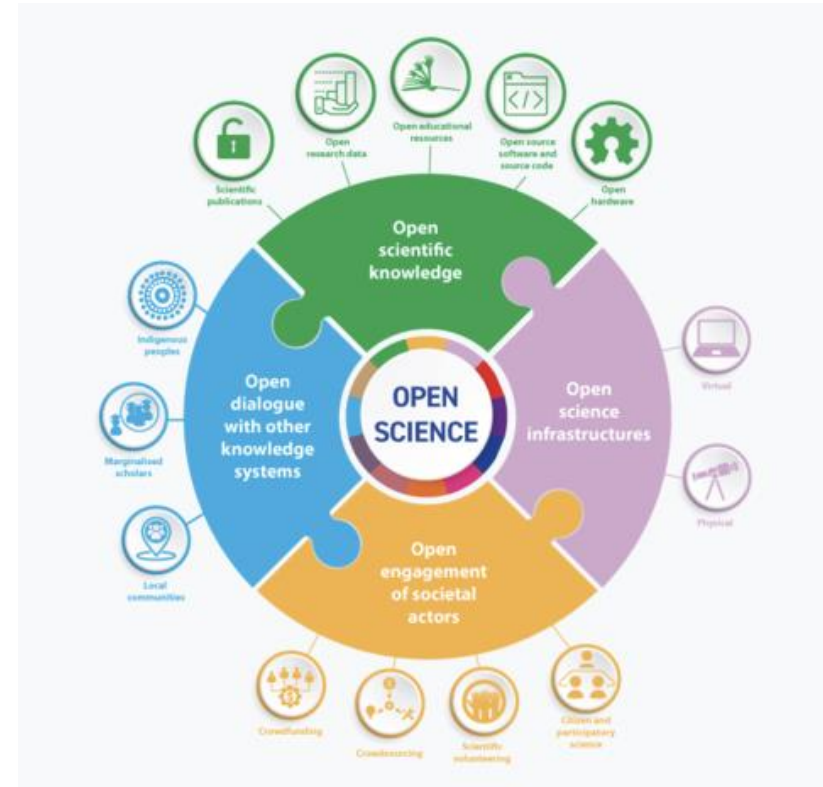 Open educational
resources
Open
research data
Open source
software and
source code
Scientific
publications
Open
hardware
Open
scientific
knowledge
Indigenous
peoples
Virtual
Open
dialogue
with other
knowledge
systems
OPEN
SCIENCE
Open
science
infrastructures
Marginalised
scholars
Physical
Local
communities
Open
engagement
of societal
actors
Crowdfunding
Crowdsourcing
Scientific
volunteering
Citizen and
participatory
science